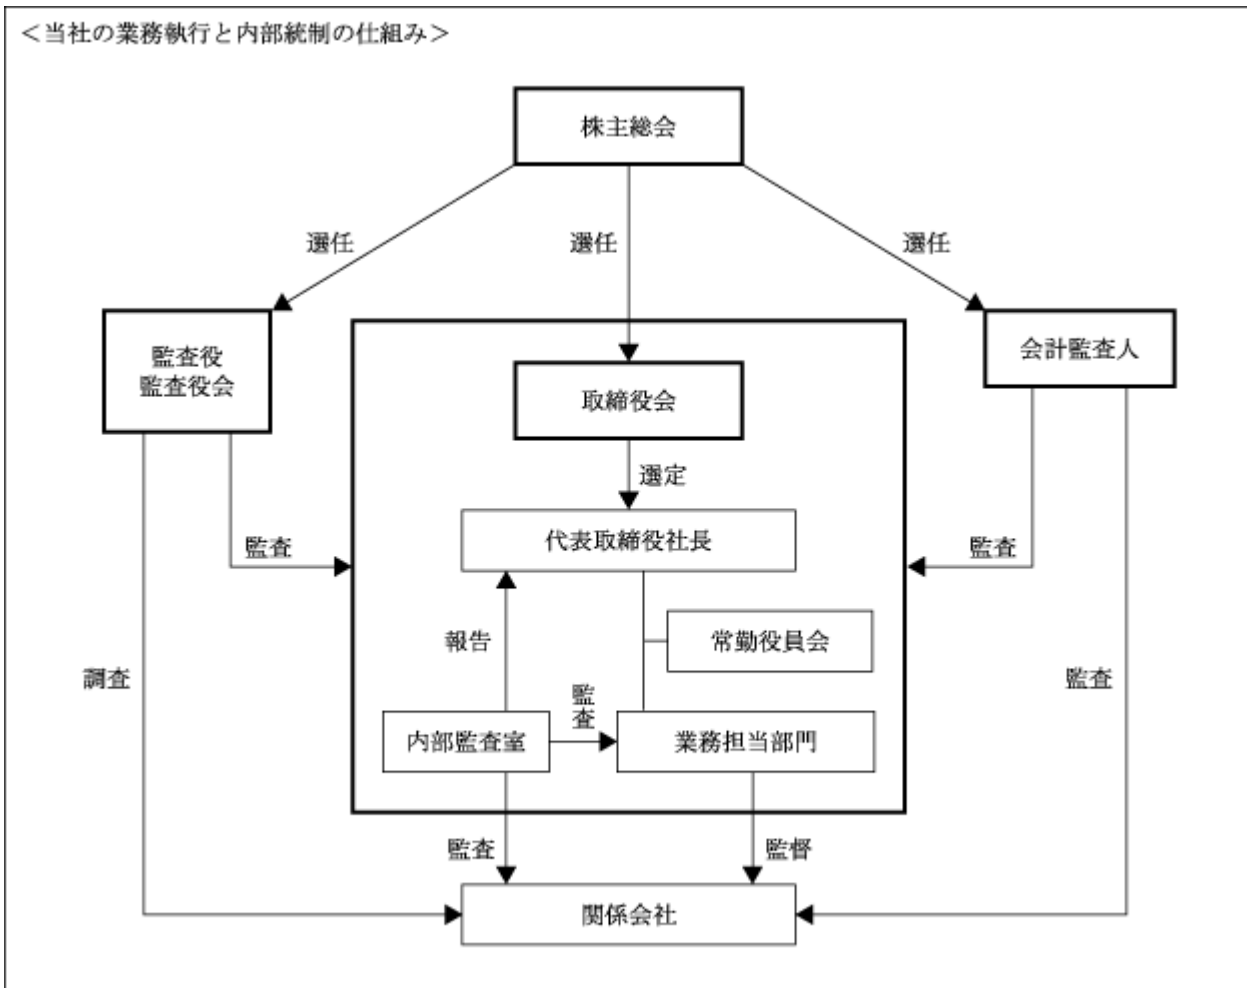 ＜当社の業務執行と内部統制の仕組み＞
株主総会
選任
選任
選任
監査役
監査役会
取締役会
会計監査人
選定
代表取締役社長
監査
監査
報告
常勤役員会
調査
監査
監査
内部監査室
業務担当部門
監査
監督
関係会社